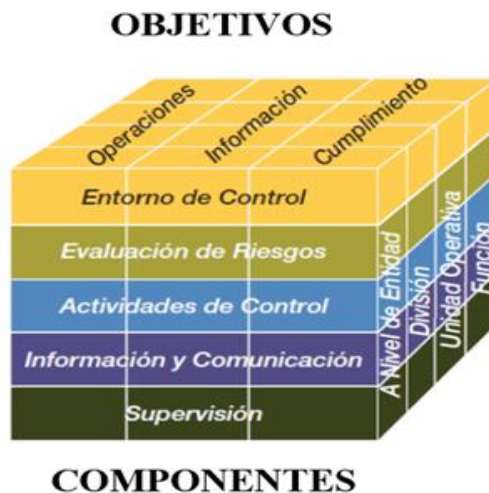 OBJETIVOS
Operaciones
Información
Cumplimiento
Entorno de Control
Evaluación de Riesgos
Actividades de Control
Información y Comunicación
Supervisión
A Nivel de Entidad
División
Unidad Operativa
Función
COMPONENTES